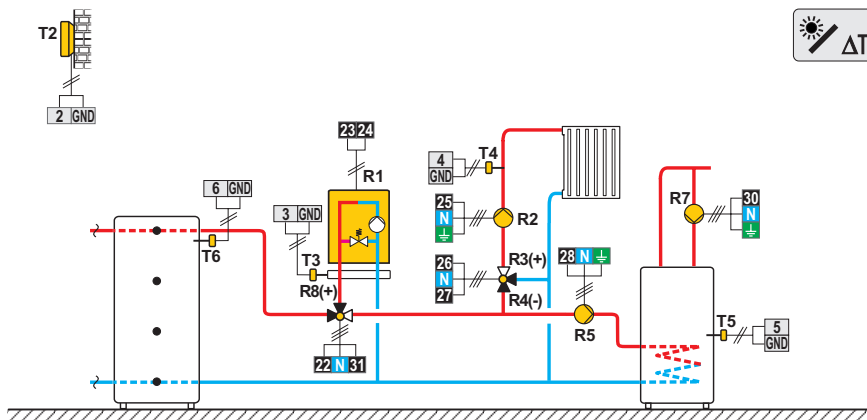 T2
ΔT
2 GND
23 24
R1
4
GND
T4
6 GND
3 GND
T6
T3
R8(+)
22 N 31
25
N
R2
26
N
27
R3(+)
R4(-)
28 N
R5
R7
30
N
T5
5
GND